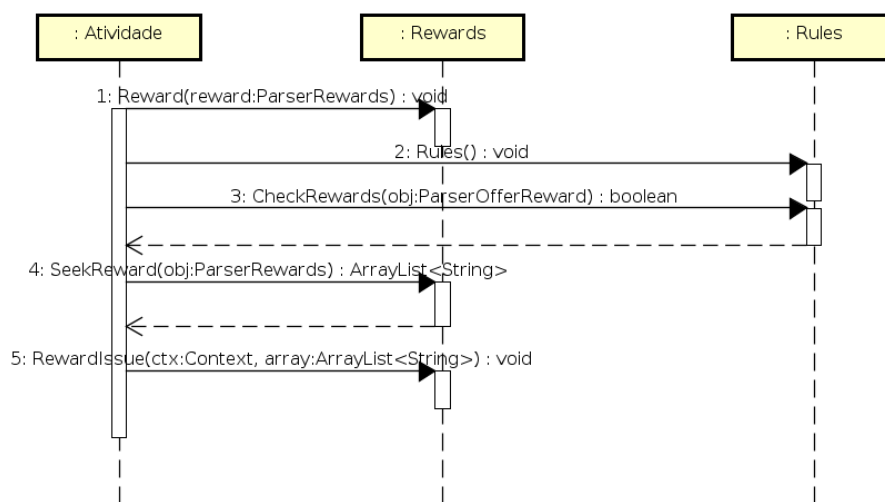 : Atividade
: Rewards
: Rules
1: Reward(reward:ParserRewards) : void
2: Rules() : void
3: CheckRewards(obj:ParserOfferReward) : boolean
4: SeekReward(obj:ParserRewards) : ArrayList<String>
5: RewardIssue(ctx:Context, array:ArrayList<String>) : void